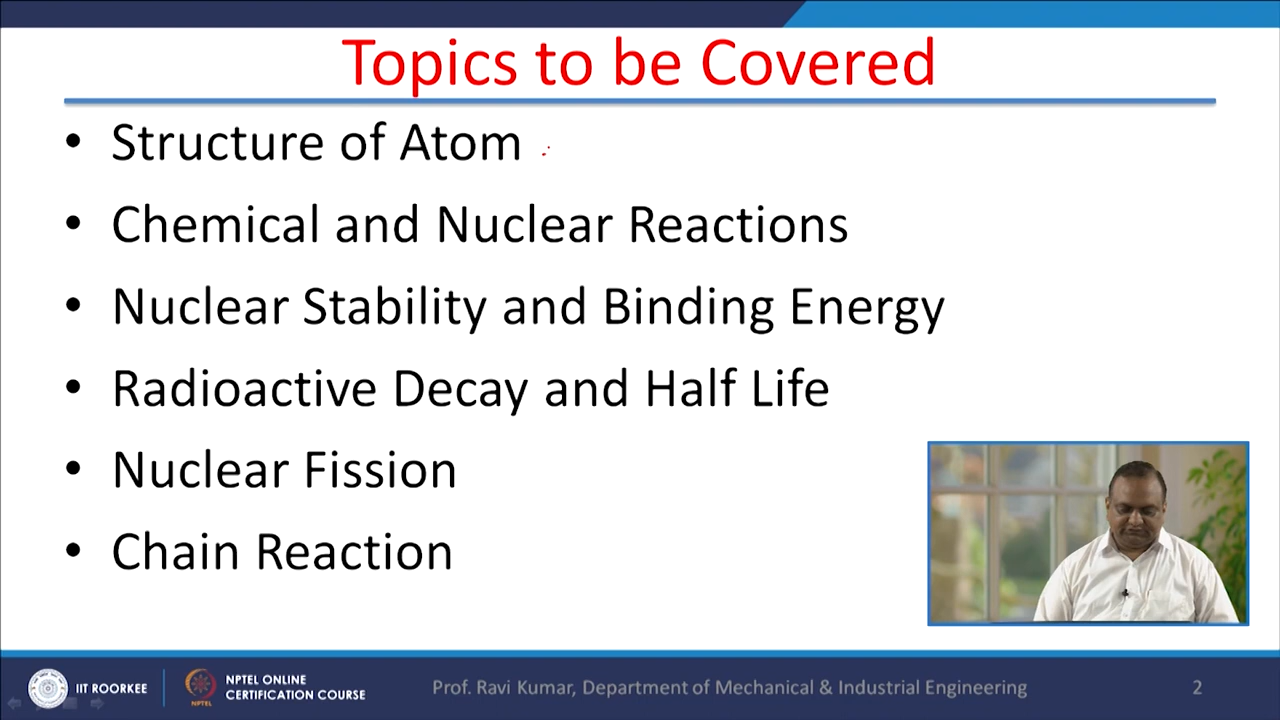 Topics to be Covered
• Structure of Atom
• Chemical and Nuclear Reactions
• Nuclear Stability and Binding Energy
• Radioactive Decay and Half Life
• Nuclear Fission
• Chain Reaction
IIT ROORKEE
NPTEL
NPTEL ONLINE
CERTIFICATION COURSE
Prof. Ravi Kumar, Department of Mechanical & Industrial Engineering
2